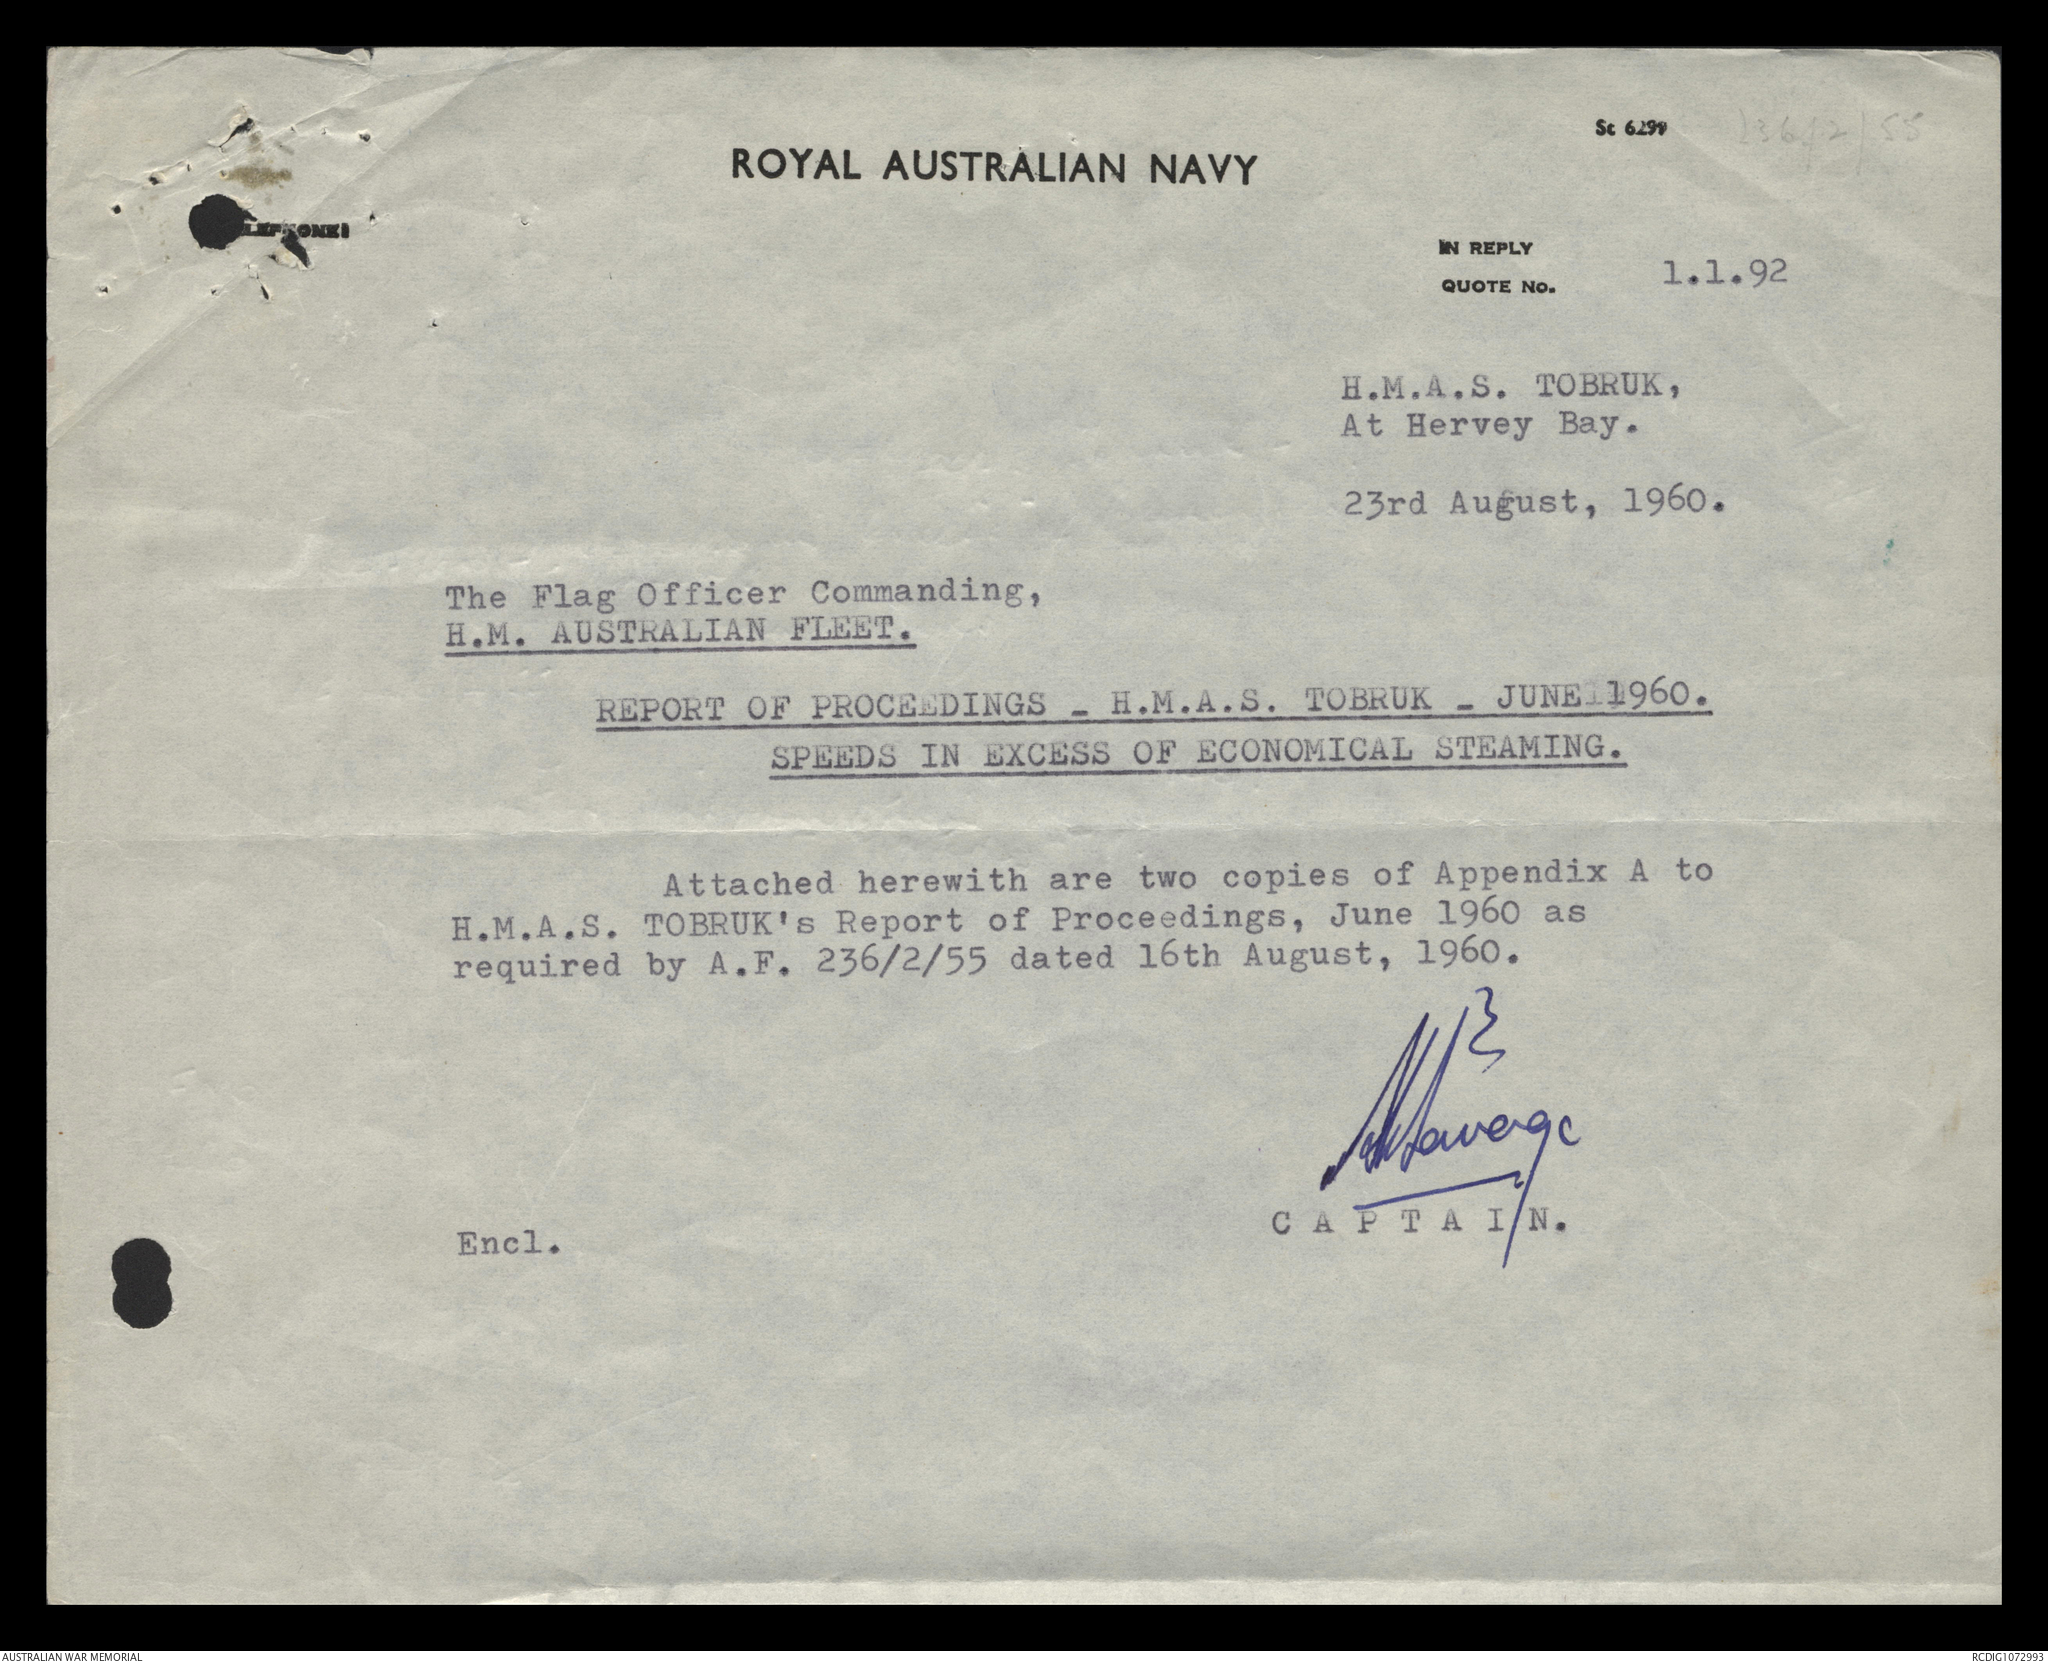 Sc 6299
ROYAL AUSTRALIAN NAVY
IN REPLY
QUOTE No. 1.1.92
H.M.A.S. TOBRUK,
At Hervey Bay.
23rd August, 1960.
The Flag Officer Commanding,
H.M. AUSTRALIAN FLEET.
REPORT OF PROCEEDINGS - H.M.A.S. TOBRUK - JUNE 1960.
SPEEDS IN EXCESS OF ECONOMICAL STEAMING.
Attached herewith are two copies of Appendix A to
H.M.A.S. TOBRUK's Report of Proceedings, June 1960 as
required by A.F. 236/2/55 dated 16th August, 1960.
CAPTAIN.
Encl.
AUSTRALIAN WAR MEMORIAL
RCDIG1072993